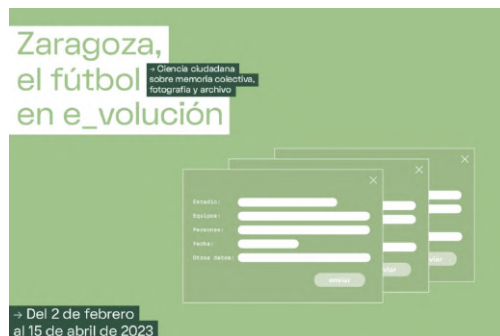 Zaragoza,
el fútbol
en e_volución
→ Ciencia ciudadana
sobre memoria colectiva,
fotografía y archivo
Estadio:
Equipos:
Personas:
Fecha:
Otros datos:
enviar
→ Del 2 de febrero
al 15 de abril de 2023